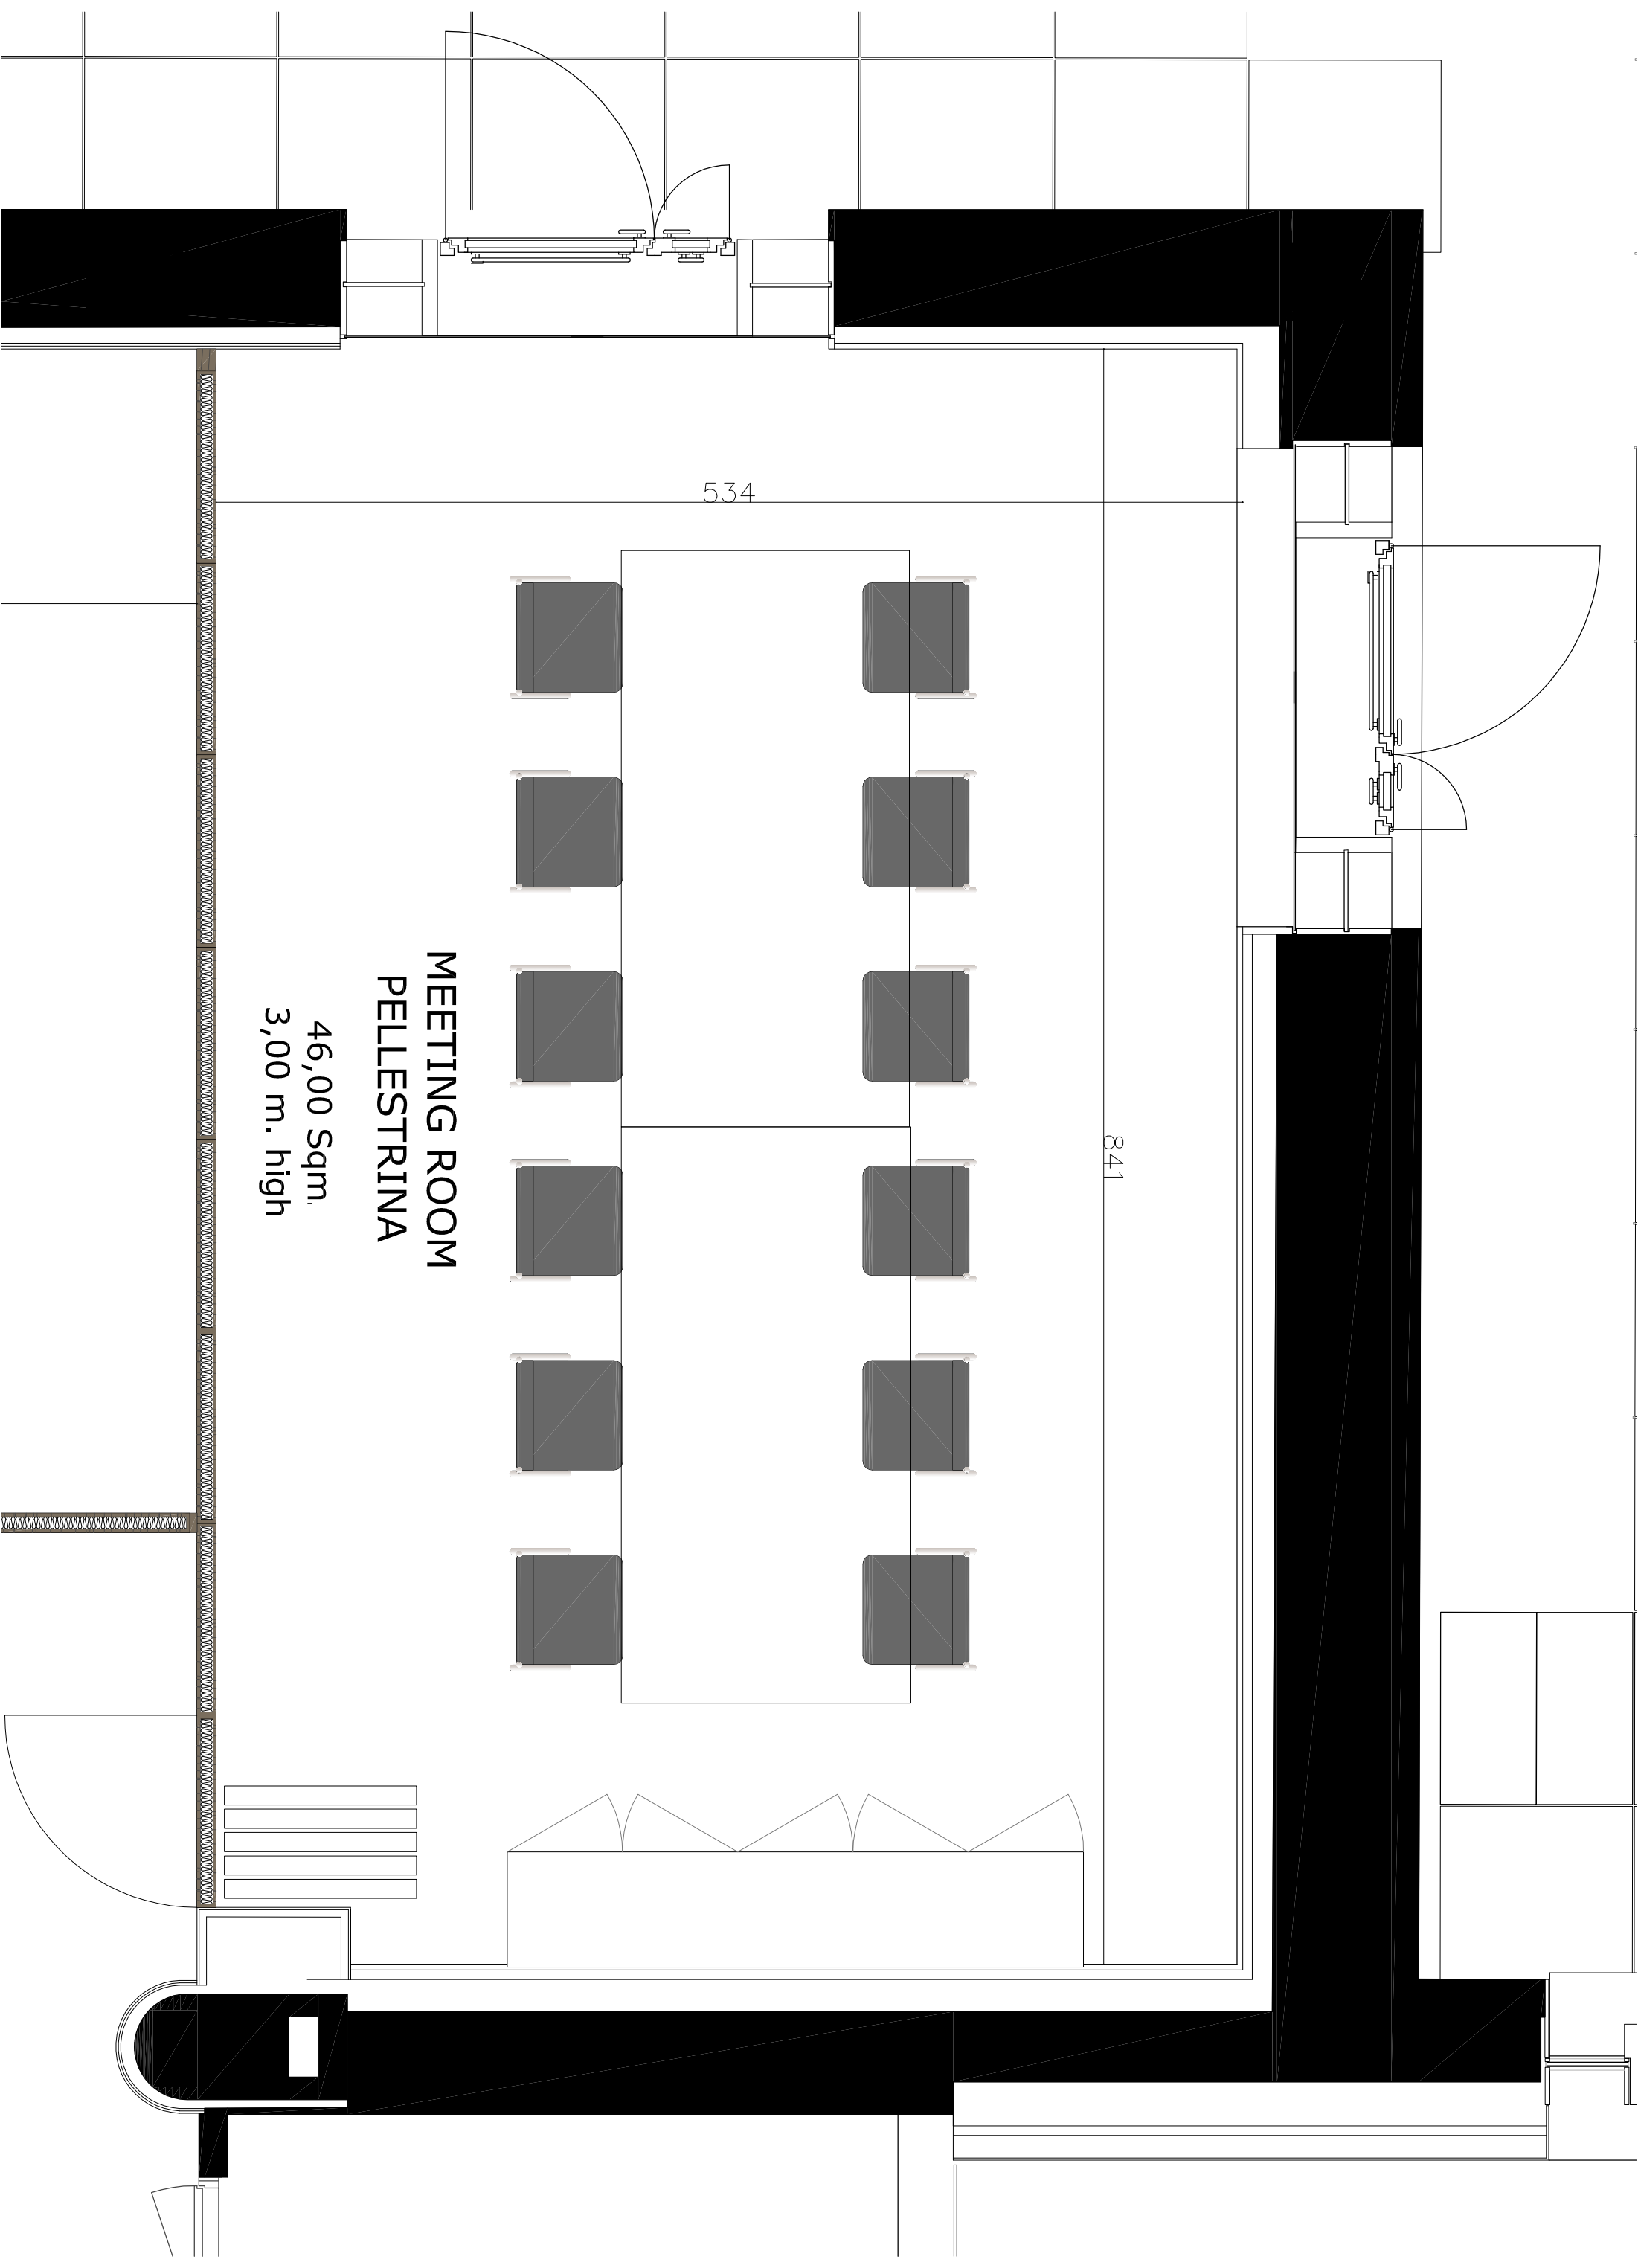 534
841
MEETING ROOM
PELLESTRINA
46,00 Sqm.
3,00 m. high